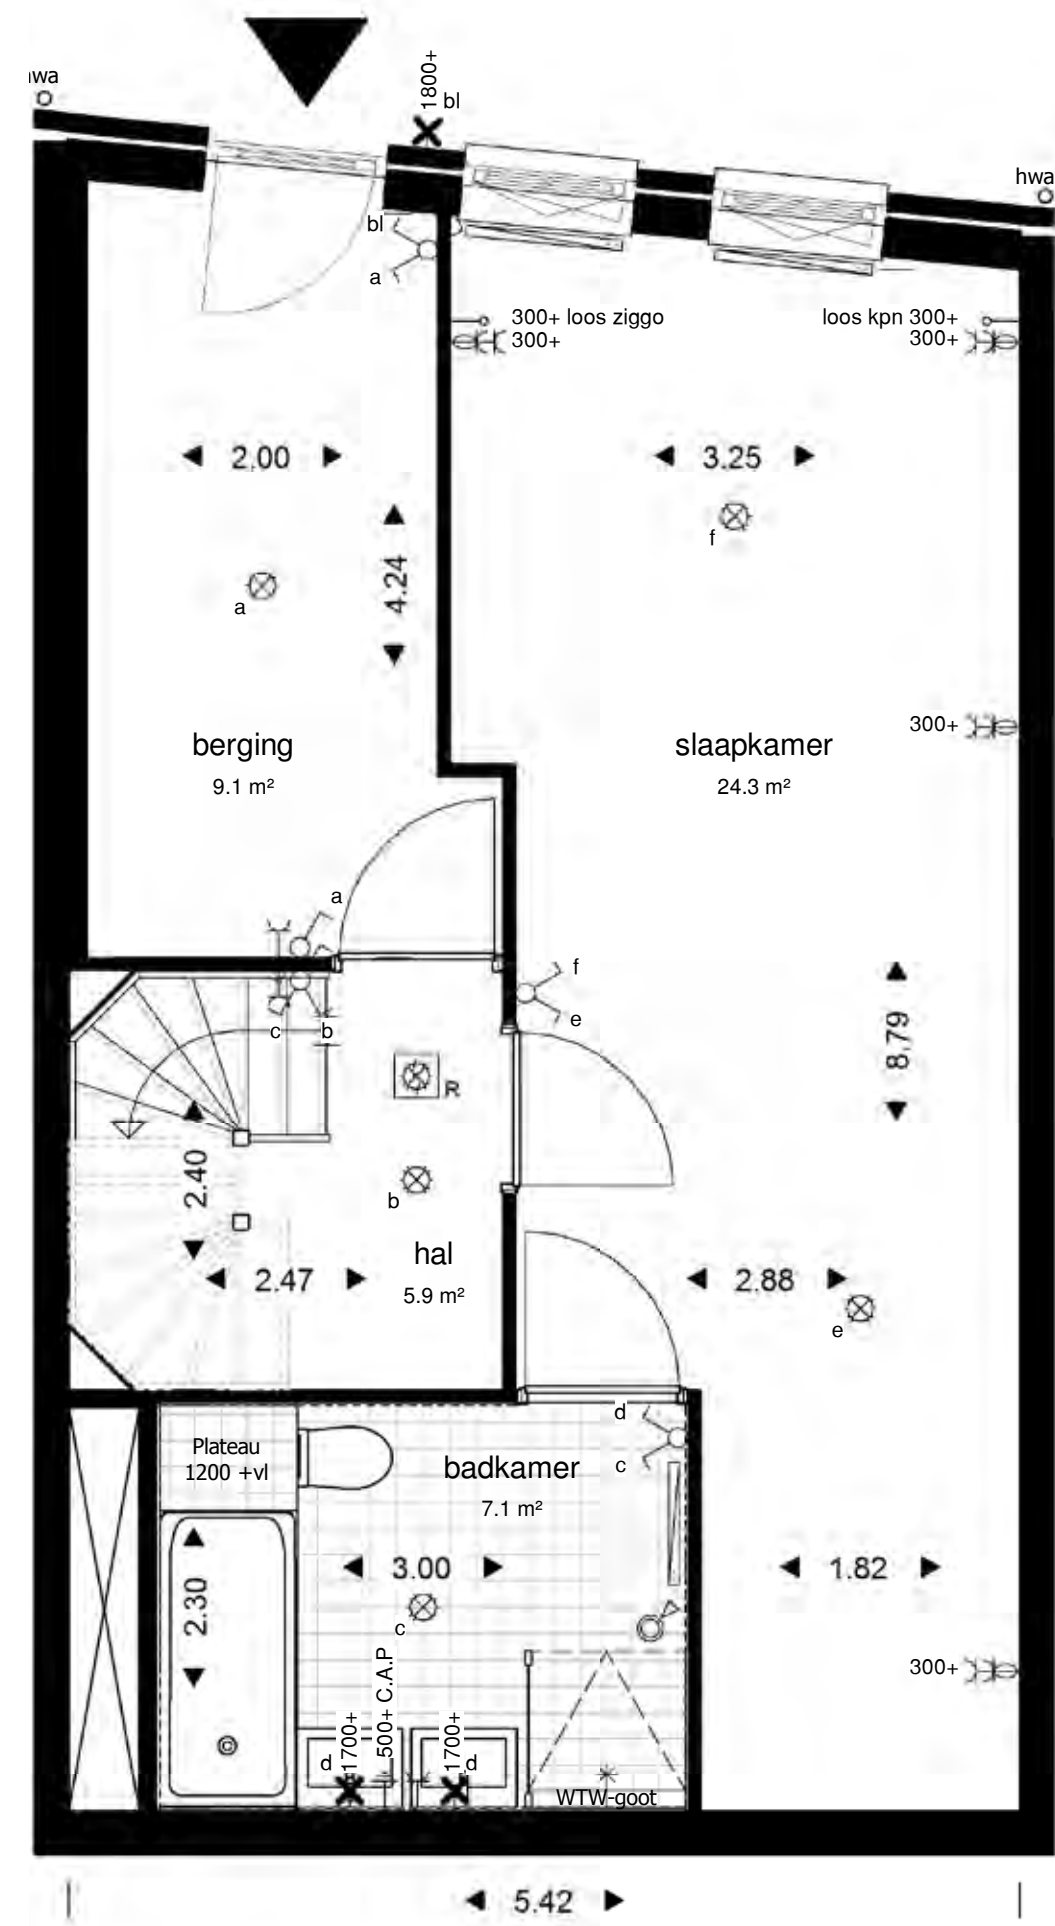 1800+
bl
hwa
bl
a
300+ loos ziggo
300+
loos kpn 300+
300+
2.00
3.25
f
4.24
a
300+
berging
9.1 m²
slaapkamer
24.3 m²
a
f
e
c
b
R
8.79
2.40
b
hal
5.9 m²
2.47
2.88
e
d
c
Plateau
1200 +vl
badkamer
7.1 m²
2.30
3.00
1.82
c
300+
500+ C.A.P
1700+
1700+
d
d
WTW-goot
5.42